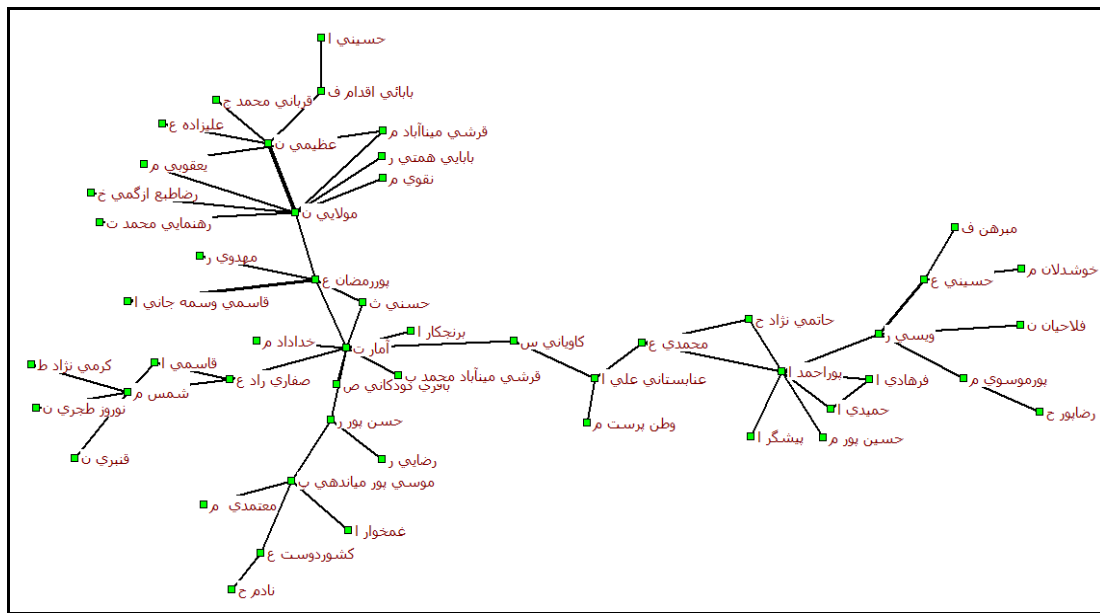 حسيني ا
بابائي اقدام ف
قرباني محمد ج
عليزاده ع
قرشي ميناآباد م
عظيمي ن
بابايي همتي ر
يعقوبي م
نقوي م
رضاطبع ازگمي خ
مولايي ن
رهنمايي محمد ت
مبرهن ف
مهدوي ر
خوشدلان م
پوررمضان ع
حسيني ع
قاسمي وسمه جاني ا
حسني ث
حاتمي نژاد ح
فلاحيان ن
برنجكار ا
ويسي ر
خداداد م
كاوياني س
محمدي ع
آمار ت
قاسمي ا
كرمي نژاد ط
پوراحمد ا
قرشي ميناآباد محمد ب
صفاري راد ع
عنابستاني علي ا
فرهادي ا
پورموسوي م
باقري كودكاني ص
شمس م
نوروز طجري ن
حميدي ا
رضاپور ح
حسن پور ر
وطن پرست م
پيشگر ا
حسين پور م
قنبري ن
رضايي ر
موسي پور مياندهي پ
معتمدي م
غمخوار ا
كشوردوست ع
نادم ح